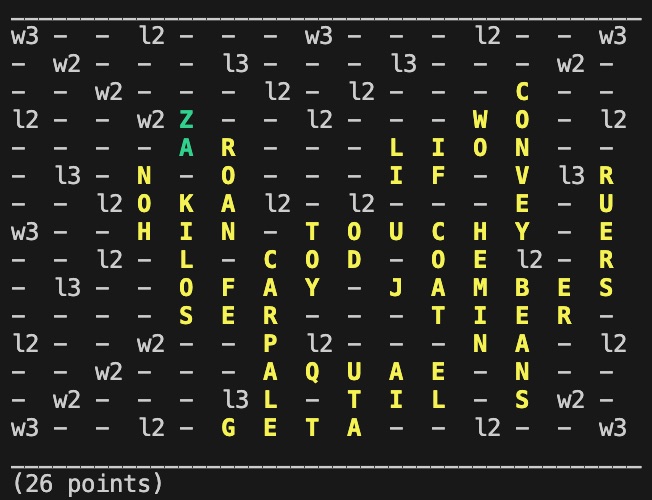 w3 - - l2 - - - w3 - - - l2 - - w3
- w2 - - - l3 - - - l3 - - - w2 -
- - w2 - - - l2 - l2 - - - C - -
l2 - - w2 Z - - l2 - - - W O - l2
- - - - A R - - - L I O N - -
- l3 - N - O - - - I F - V l3 R
- - l2 O K A l2 - l2 - - - E - U
w3 - - H I N - T O U C H Y - E
- - l2 - L - C O D - O E l2 - R
- l3 - - O F A Y - J A M B E S
- - - - S E R - - - T I E R -
l2 - - w2 - - P l2 - - - N A - l2
- - w2 - - - A Q U A E - N - -
- w2 - - - l3 L - T I L - S w2 -
w3 - - l2 - G E T A - - l2 - - w3
(26 points)